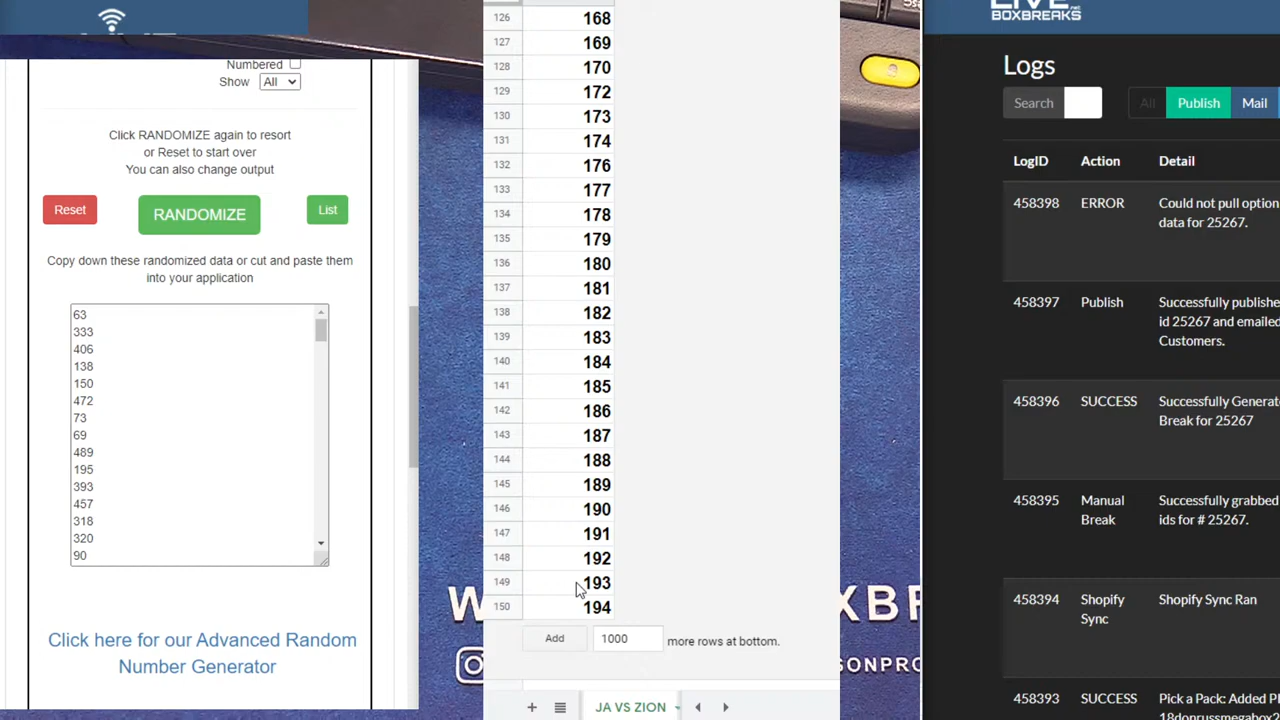 Numbered
Show All
Click RANDOMIZE again to resort
or Reset to start over
You can also change output
Reset
RANDOMIZE
List
Copy down these randomized data or cut and paste them
into your application
63
333
406
138
150
472
73
69
489
195
393
457
318
320
90
Click here for our Advanced Random
Number Generator
126 168
127 169
128 170
129 172
130 173
131 174
132 176
133 177
134 178
135 179
136 180
137 181
138 182
139 183
140 184
141 185
142 186
143 187
144 188
145 189
146 190
147 191
148 192
149 193
150 194
Add 1000 more rows at bottom.
+ JA VS ZION
W
XBR
SONPRO
LIVE
BOXBREAKS
Logs
Search
All Publish Mail
LogID Action Detail
458398 ERROR Could not pull option
data for 25267.
458397 Publish Successfully publishe
id 25267 and emailed
Customers.
458396 SUCCESS Successfully Generate
Break for 25267
458395 Manual Break Successfully grabbed
ids for # 25267.
458394 Shopify Sync Shopify Sync Ran
458393 SUCCESS Pick a Pack: Added P